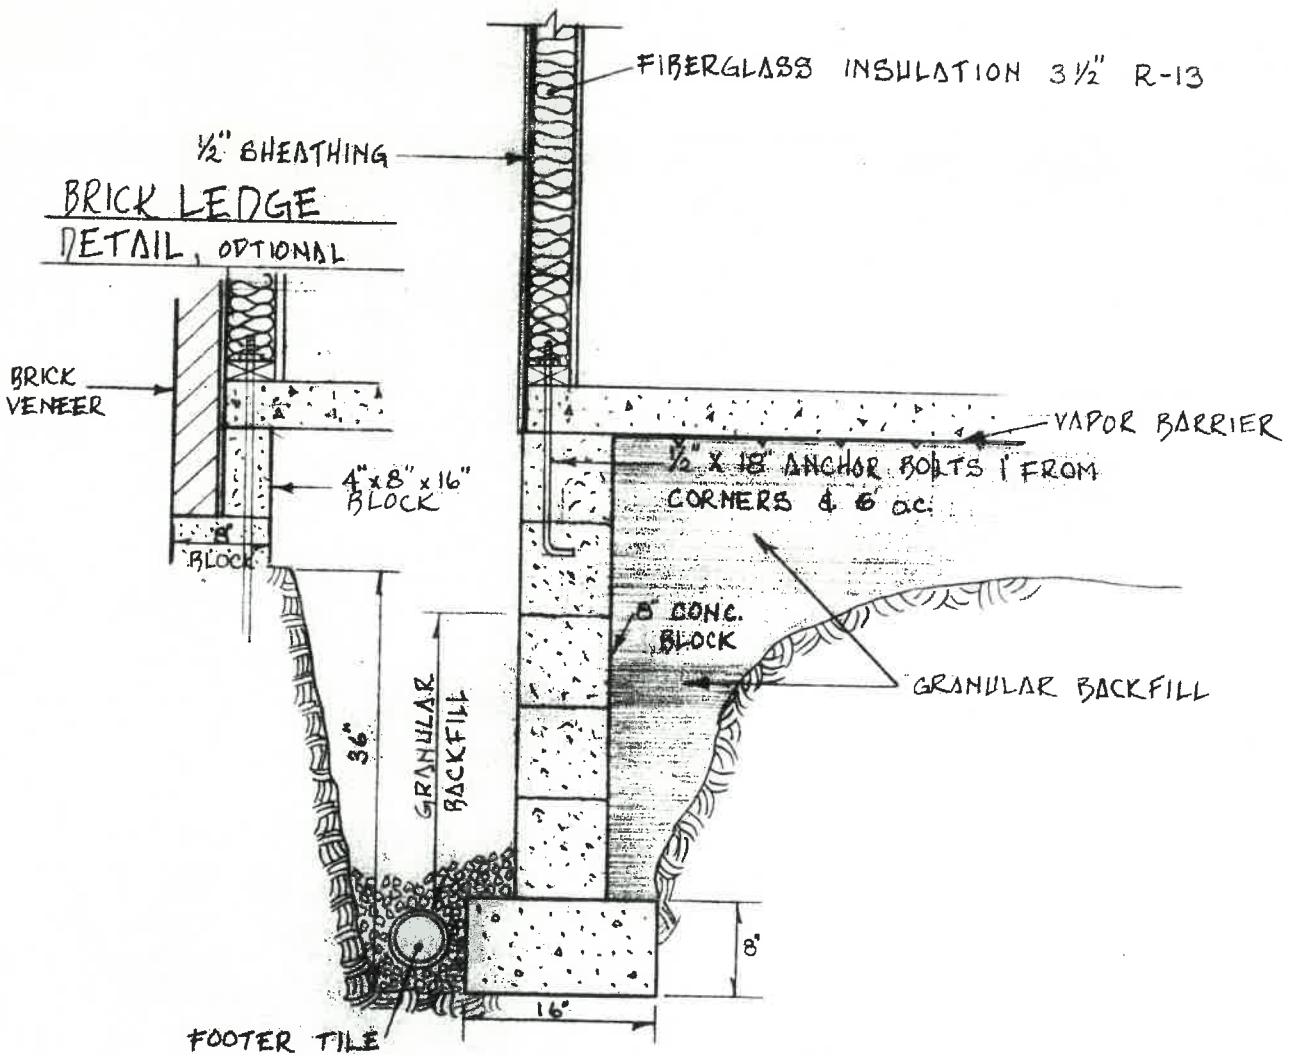 FIBERGLASS INSULATION 3 1/2" R-13
1/2" SHEATHING
BRICK LEDGE
DETAIL, OPTIONAL
BRICK
VENEER
VAPOR BARRIER
1/2" X 18" ANCHOR BOLTS 1' FROM
CORNERS & 6' O.C.
4"x8"x16"
BLOCK
8"
BLOCK
8" CONC.
BLOCK
GRANULAR BACKFILL
36"
GRANULAR
BACKFILL
8"
16"
FOOTER TILE